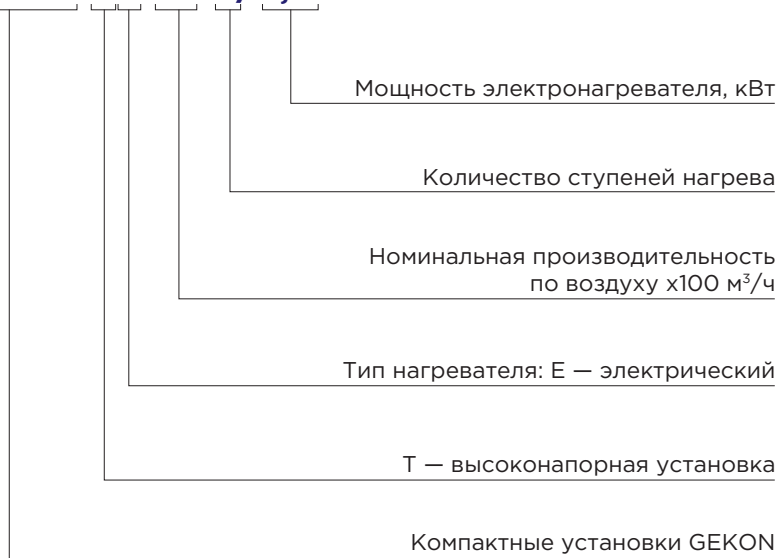 Мощность электронагревателя, кВт
Количество ступеней нагрева
Номинальная производительность
по воздуху x100 м³/ч
Тип нагревателя: E — электрический
T — высоконапорная установка
Компактные установки GEKON